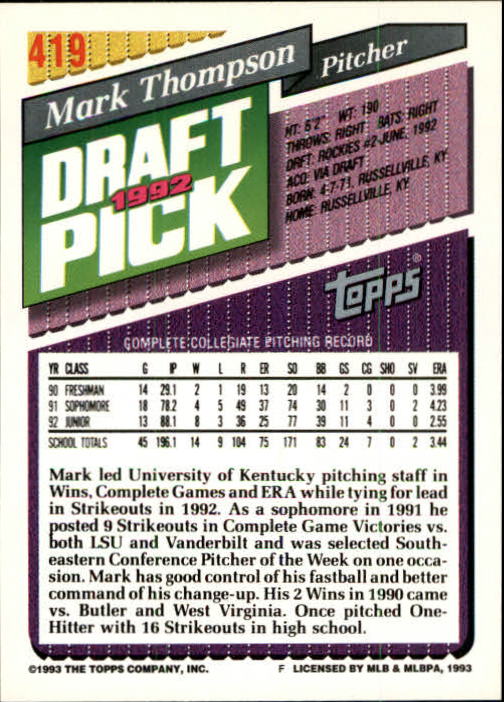 419
Mark Thompson
Pitcher
DRAFT
1992
PICK
HT: 6'2" WT: 190
THROWS: RIGHT BATS: RIGHT
DRFT: ROCKIES #2-JUNE, 1992
ACQ: VIA DRAFT
BORN: 4-7-71, RUSSELLVILLE, KY
HOME: RUSSELLVILLE, KY
Topps®
COMPLETE COLLEGIATE PITCHING RECORD
YR CLASS G IP W L R ER SO BB GS CG SHO SV ERA
90 FRESHMAN 14 29.1 2 1 19 13 20 14 2 0 0 0 3.99
91 SOPHOMORE 18 78.2 4 5 49 37 74 30 11 3 0 2 4.23
92 JUNIOR 13 88.1 8 3 36 25 77 39 11 4 0 0 2.55
SCHOOL TOTALS 45 196.1 14 9 104 75 171 83 24 7 0 2 3.44
Mark led University of Kentucky pitching staff in
Wins, Complete Games and ERA while tying for lead
in Strikeouts in 1992. As a sophomore in 1991 he
posted 9 Strikeouts in Complete Game Victories vs.
both LSU and Vanderbilt and was selected South-
eastern Conference Pitcher of the Week on one occa-
sion. Mark has good control of his fastball and better
command of his change-up. His 2 Wins in 1990 came
vs. Butler and West Virginia. Once pitched One-
Hitter with 16 Strikeouts in high school.
©1993 THE TOPPS COMPANY, INC. F LICENSED BY MLB & MLBPA, 1993